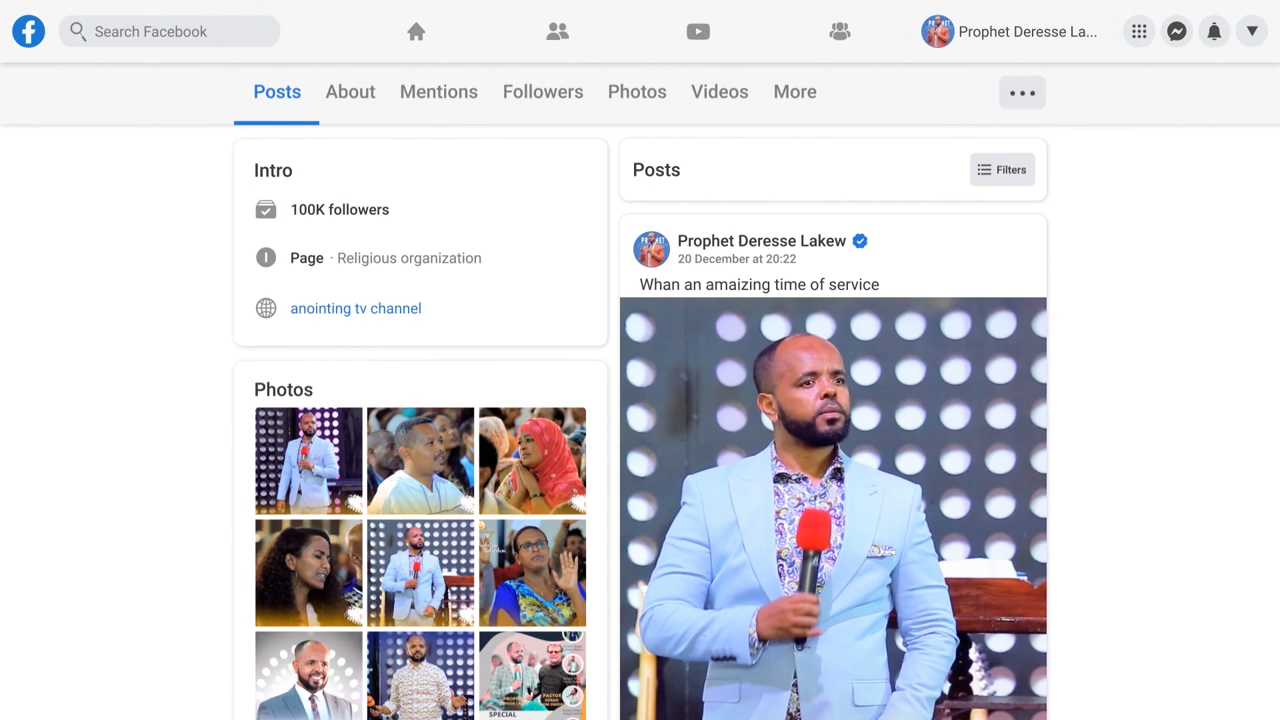 Search Facebook
Prophet Deresse La...
Posts About Mentions Followers Photos Videos More
Intro
100K followers
Page · Religious organization
anointing tv channel
Photos
SPECIAL
Posts
Filters
Prophet Deresse Lakew
20 December at 20:22
Whan an amaizing time of service